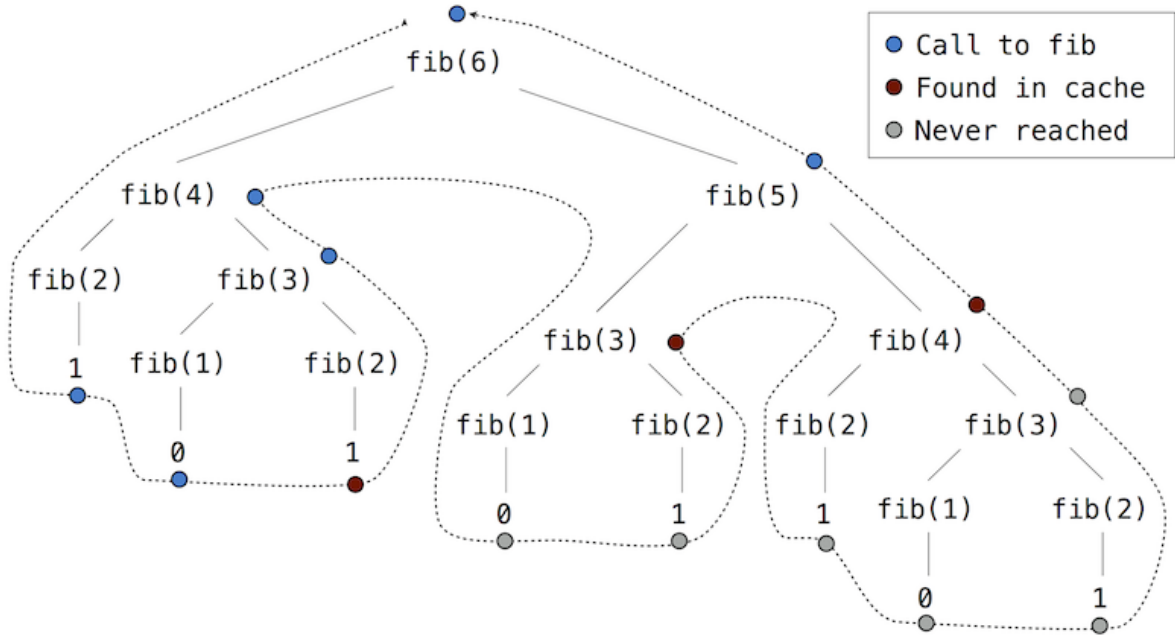 fib(6)
Call to fib
Found in cache
Never reached
fib(4)
fib(5)
fib(2)
fib(3)
fib(3)
fib(4)
1
fib(1)
fib(2)
fib(1)
fib(2)
fib(2)
fib(3)
0
1
0
1
1
fib(1)
fib(2)
0
1